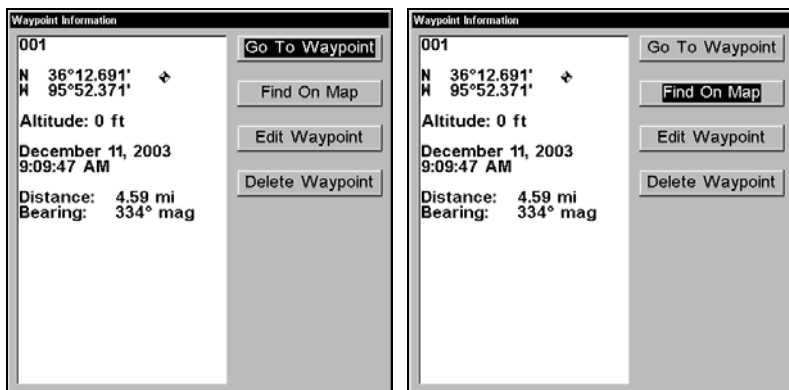 Waypoint Information
001
N 36°12.691'
W 95°52.371'
Altitude: 0 ft
December 11, 2003
9:09:47 AM
Distance: 4.59 mi
Bearing: 334° mag
Go To Waypoint
Find On Map
Edit Waypoint
Delete Waypoint
Waypoint Information
001
N 36°12.691'
W 95°52.371'
Altitude: 0 ft
December 11, 2003
9:09:47 AM
Distance: 4.59 mi
Bearing: 334° mag
Go To Waypoint
Find On Map
Edit Waypoint
Delete Waypoint